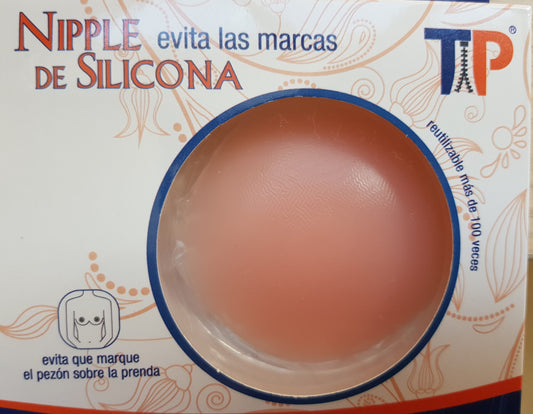 NIPPLE evita las marcas
DE SILICONA
TAP®
reutilizable más de 100 veces
evita que marque
el pezón sobre la prenda